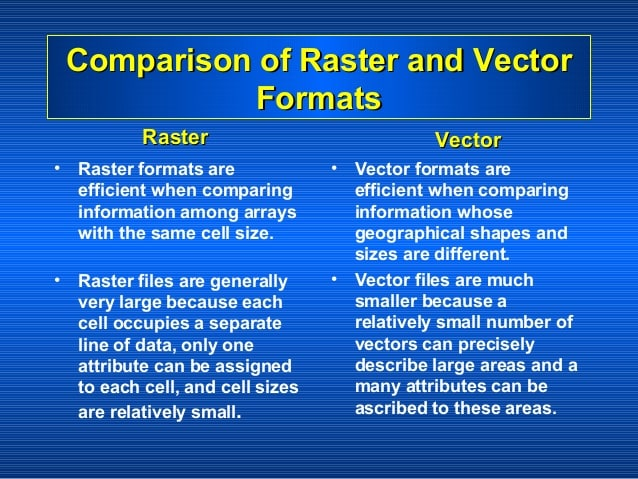 Comparison of Raster and Vector
Formats
Raster
• Raster formats are
efficient when comparing
information among arrays
with the same cell size.
• Raster files are generally
very large because each
cell occupies a separate
line of data, only one
attribute can be assigned
to each cell, and cell sizes
are relatively small.
Vector
• Vector formats are
efficient when comparing
information whose
geographical shapes and
sizes are different.
• Vector files are much
smaller because a
relatively small number of
vectors can precisely
describe large areas and a
many attributes can be
ascribed to these areas.